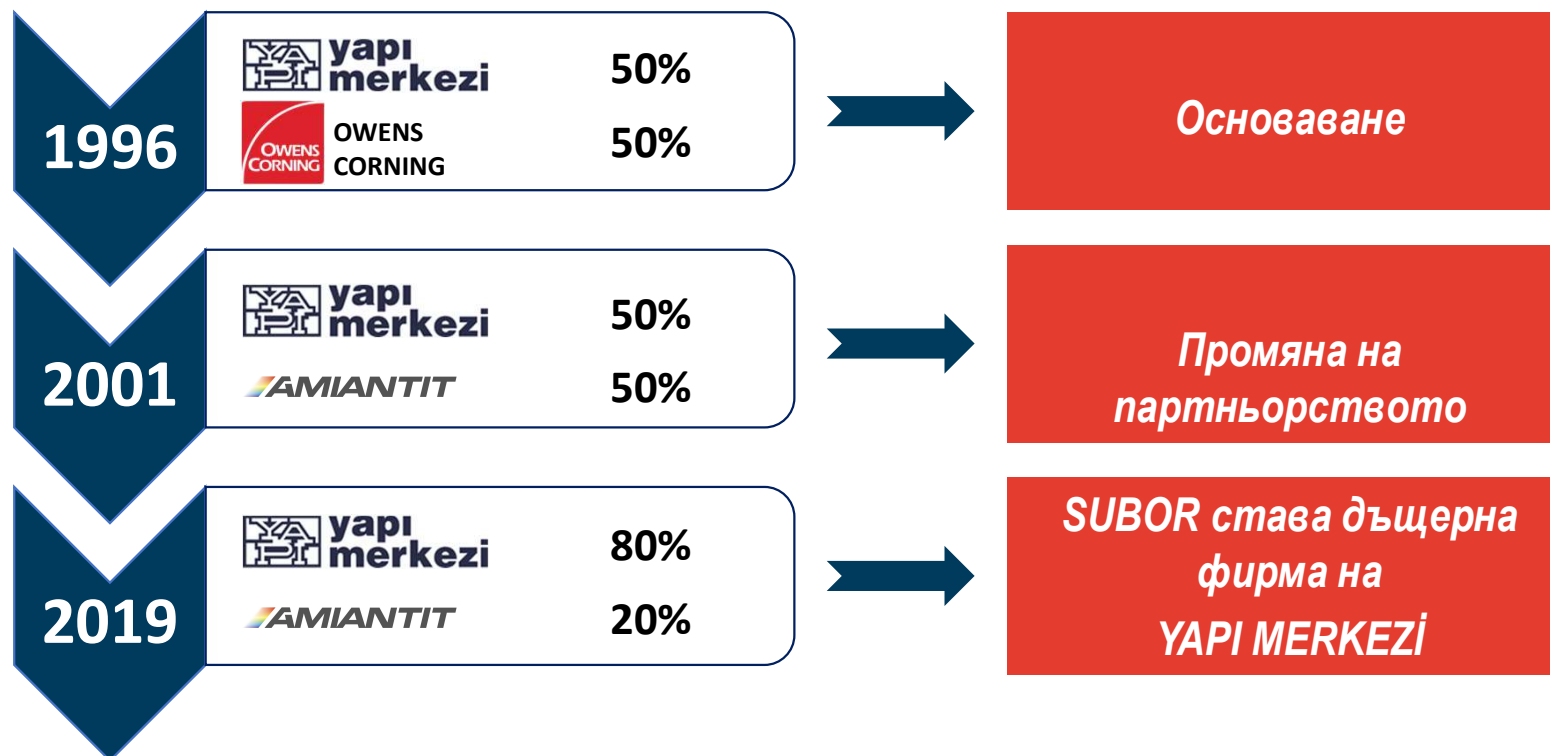 1996
yapı
merkezi
50%
OWENS
CORNING
OWENS
CORNING
50%
Основаване
2001
yapı
merkezi
50%
AMIANTIT
50%
Промяна на
партньорството
2019
yapı
merkezi
80%
AMIANTIT
20%
SUBOR става дъщерна
фирма на
YAPI MERKEZİ